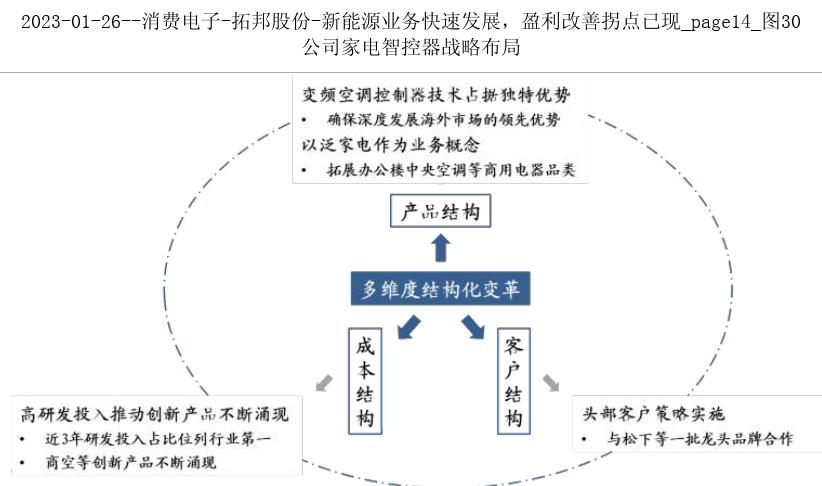 2023-01-26--消费电子-拓邦股份-新能源业务快速发展，盈利改善拐点已现_page14_图30
公司家电智控器战略布局
变频空调控制器技术占据独特优势
• 确保深度发展海外市场的领先优势
以泛家电作为业务概念
• 拓展办公楼中央空调等商用电器品类
产品结构
多维度结构化变革
成本结构
客户结构
高研发投入推动创新产品不断涌现
• 近3年研发投入占比位列行业第一
• 商空等创新产品不断涌现
头部客户策略实施
• 与松下等一批龙头品牌合作